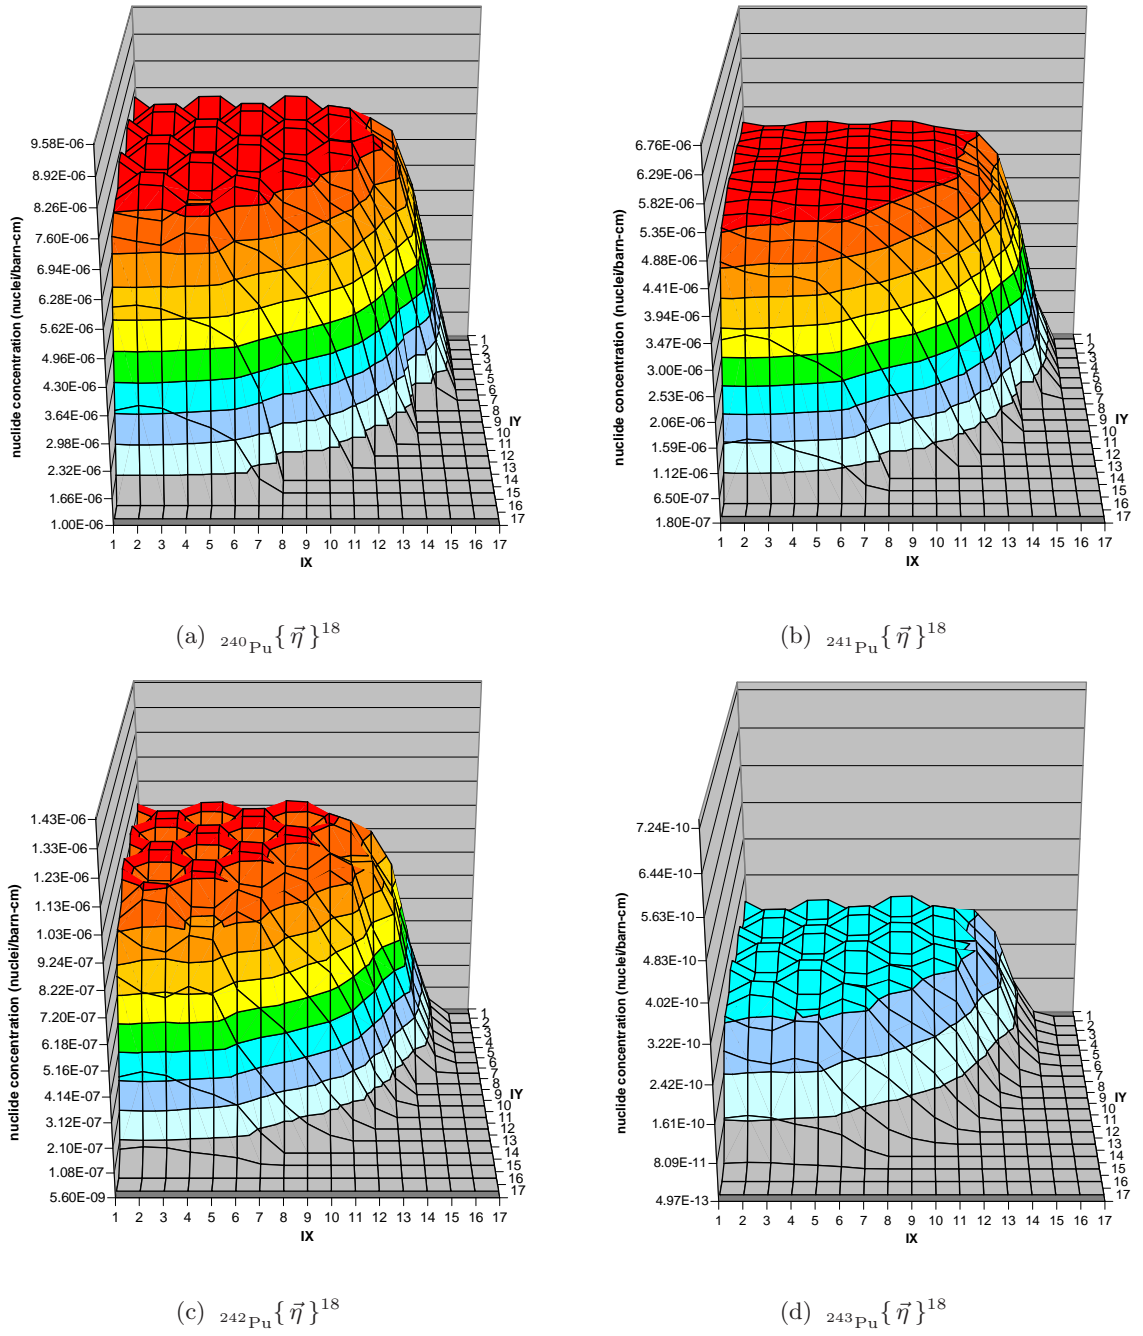 9.58E-06
8.92E-06
8.26E-06
7.60E-06
6.94E-06
6.28E-06
5.62E-06
4.96E-06
4.30E-06
3.64E-06
2.98E-06
2.32E-06
1.66E-06
1.00E-06
nuclide concentration (nuclei/barn-cm)
1 2 3 4 5 6 7 8 9 10 11 12 13 14 15 16 17
IX
1
2
3
4
5
6
7
8
9
10
11
12
13
14
15
16
17
IY
(a) 240Pu{ η⃗ }18
6.76E-06
6.29E-06
5.82E-06
5.35E-06
4.88E-06
4.41E-06
3.94E-06
3.47E-06
3.00E-06
2.53E-06
2.06E-06
1.59E-06
1.12E-06
6.50E-07
1.80E-07
nuclide concentration (nuclei/barn-cm)
1 2 3 4 5 6 7 8 9 10 11 12 13 14 15 16 17
IX
1
2
3
4
5
6
7
8
9
10
11
12
13
14
15
16
17
IY
(b) 241Pu{ η⃗ }18
1.43E-06
1.33E-06
1.23E-06
1.13E-06
1.03E-06
9.24E-07
8.22E-07
7.20E-07
6.18E-07
5.16E-07
4.14E-07
3.12E-07
2.10E-07
1.08E-07
5.60E-09
nuclide concentration (nuclei/barn-cm)
1 2 3 4 5 6 7 8 9 10 11 12 13 14 15 16 17
IX
1
2
3
4
5
6
7
8
9
10
11
12
13
14
15
16
17
IY
(c) 242Pu{ η⃗ }18
7.24E-10
6.44E-10
5.63E-10
4.83E-10
4.02E-10
3.22E-10
2.42E-10
1.61E-10
8.09E-11
4.97E-13
nuclide concentration (nuclei/barn-cm)
1 2 3 4 5 6 7 8 9 10 11 12 13 14 15 16 17
IX
1
2
3
4
5
6
7
8
9
10
11
12
13
14
15
16
17
IY
(d) 243Pu{ η⃗ }18